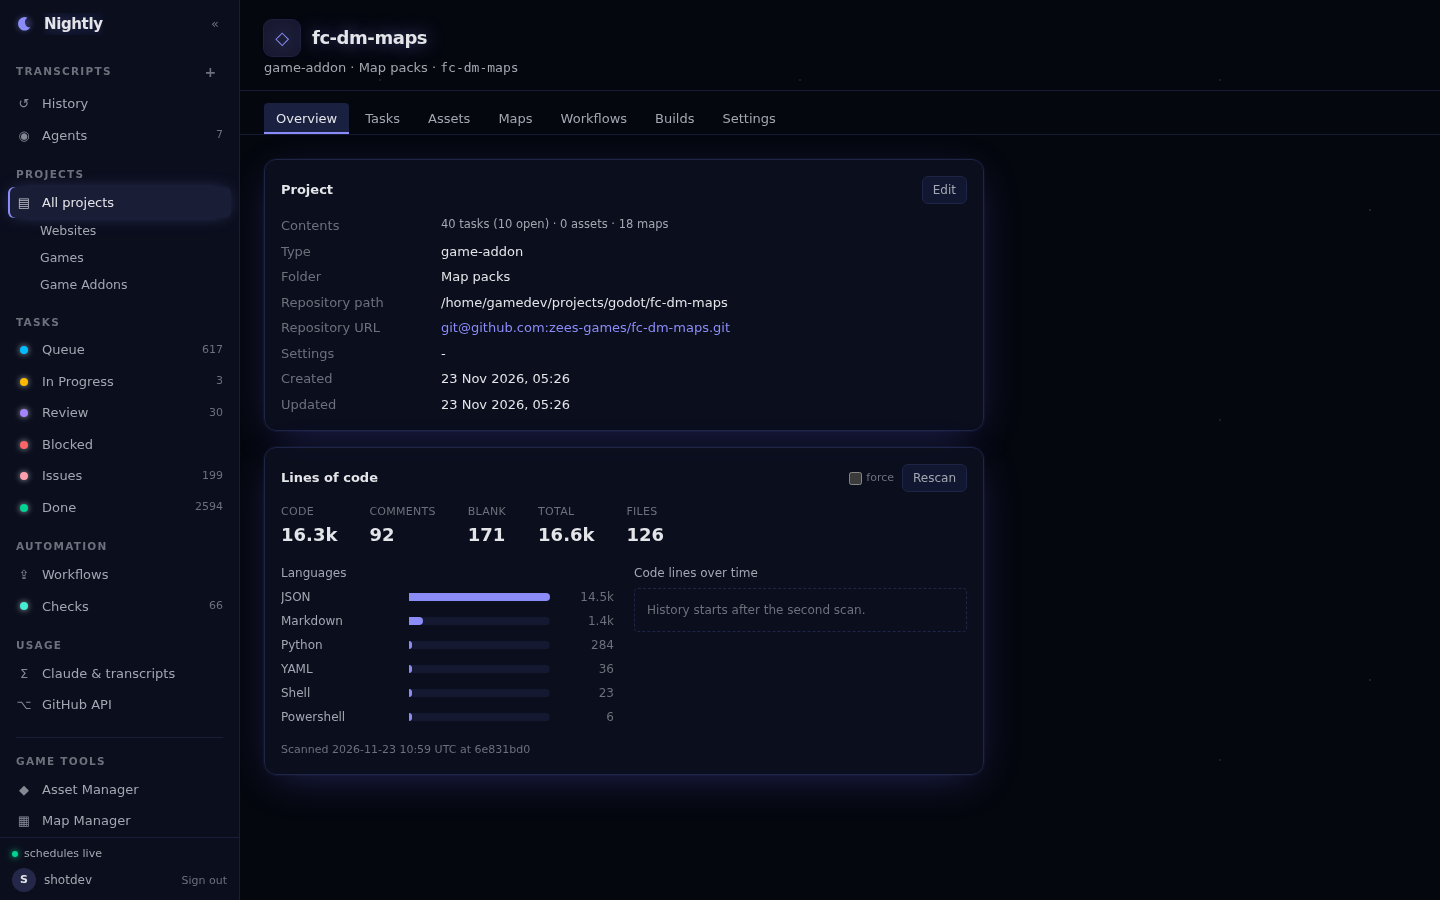 Nightly «
TRANSCRIPTS +
History
Agents 7
PROJECTS
All projects
Websites
Games
Game Addons
TASKS
Queue 617
In Progress 3
Review 30
Blocked
Issues 199
Done 2594
AUTOMATION
Workflows
Checks 66
USAGE
Σ Claude & transcripts
GitHub API
GAME TOOLS
Asset Manager
Map Manager
schedules live
S shotdev Sign out
fc-dm-maps
game-addon · Map packs · fc-dm-maps
Overview Tasks Assets Maps Workflows Builds Settings
Project Edit
Contents 40 tasks (10 open) · 0 assets · 18 maps
Type game-addon
Folder Map packs
Repository path /home/gamedev/projects/godot/fc-dm-maps
Repository URL git@github.com:zees-games/fc-dm-maps.git
Settings -
Created 23 Nov 2026, 05:26
Updated 23 Nov 2026, 05:26
Lines of code force Rescan
CODE COMMENTS BLANK TOTAL FILES
16.3k 92 171 16.6k 126
Languages
JSON 14.5k
Markdown 1.4k
Python 284
YAML 36
Shell 23
Powershell 6
Code lines over time
History starts after the second scan.
Scanned 2026-11-23 10:59 UTC at 6e831bd0